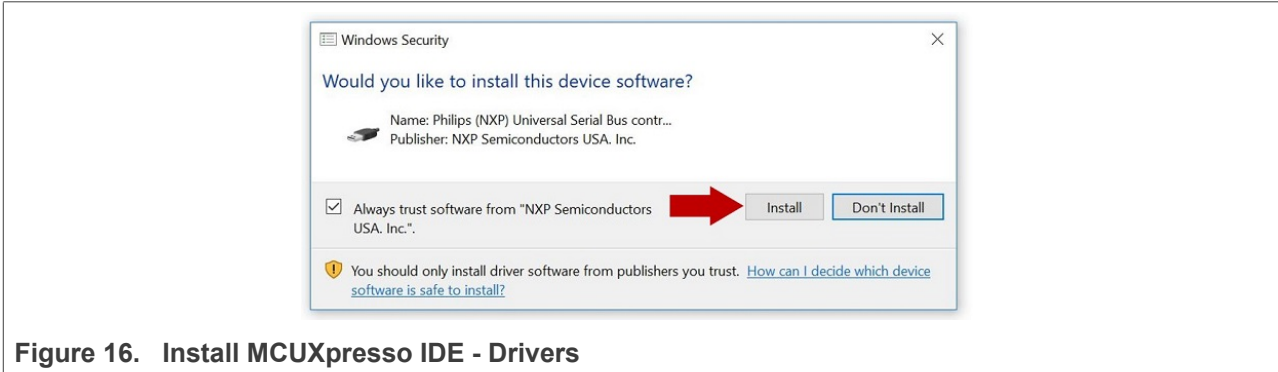 Windows Security
Would you like to install this device software?
Name: Philips (NXP) Universal Serial Bus contr...
Publisher: NXP Semiconductors USA. Inc.
Always trust software from "NXP Semiconductors
USA. Inc.".
Install
Don't Install
You should only install driver software from publishers you trust. How can I decide which device
software is safe to install?
Figure 16. Install MCUXpresso IDE - Drivers